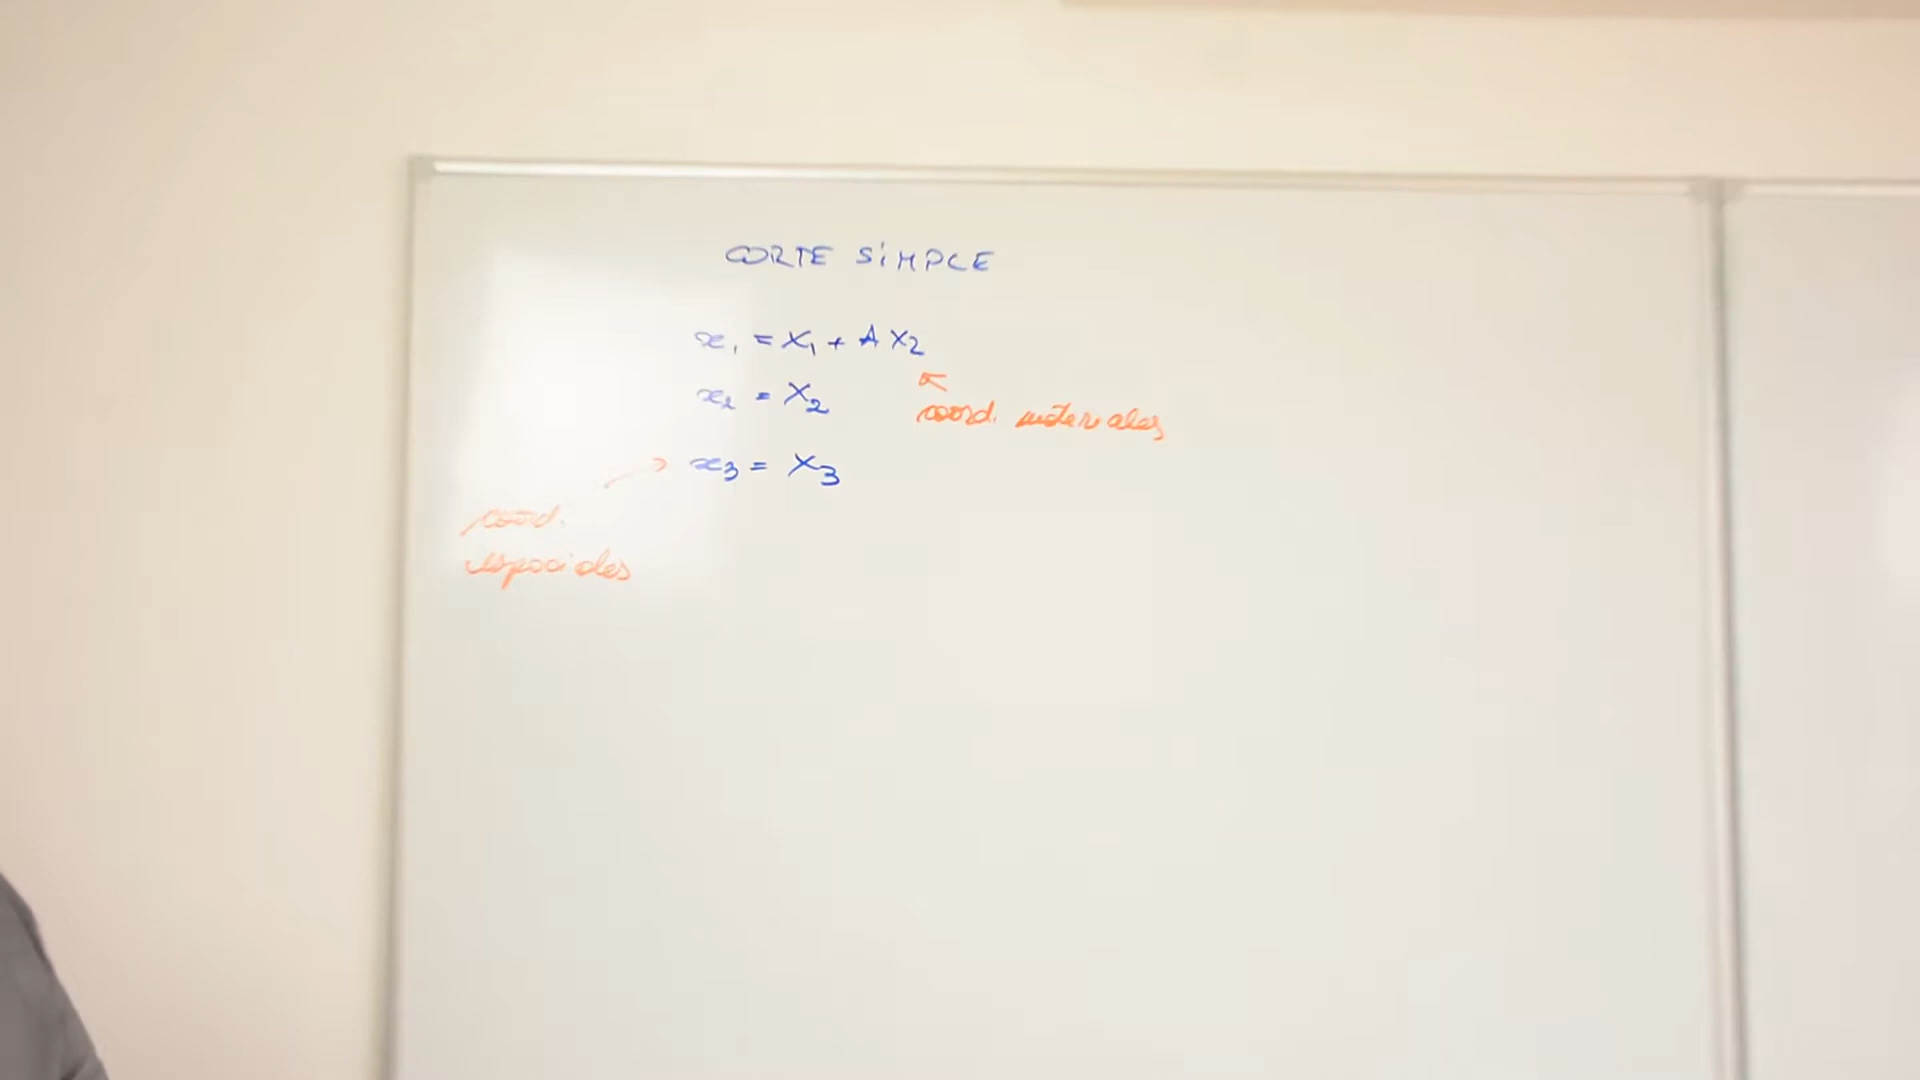 CORTE SIMPLE
x₁ = X₁ + A X₂
x₂ = X₂
coord. materiales
x₃ = X₃
coord.
espaciales